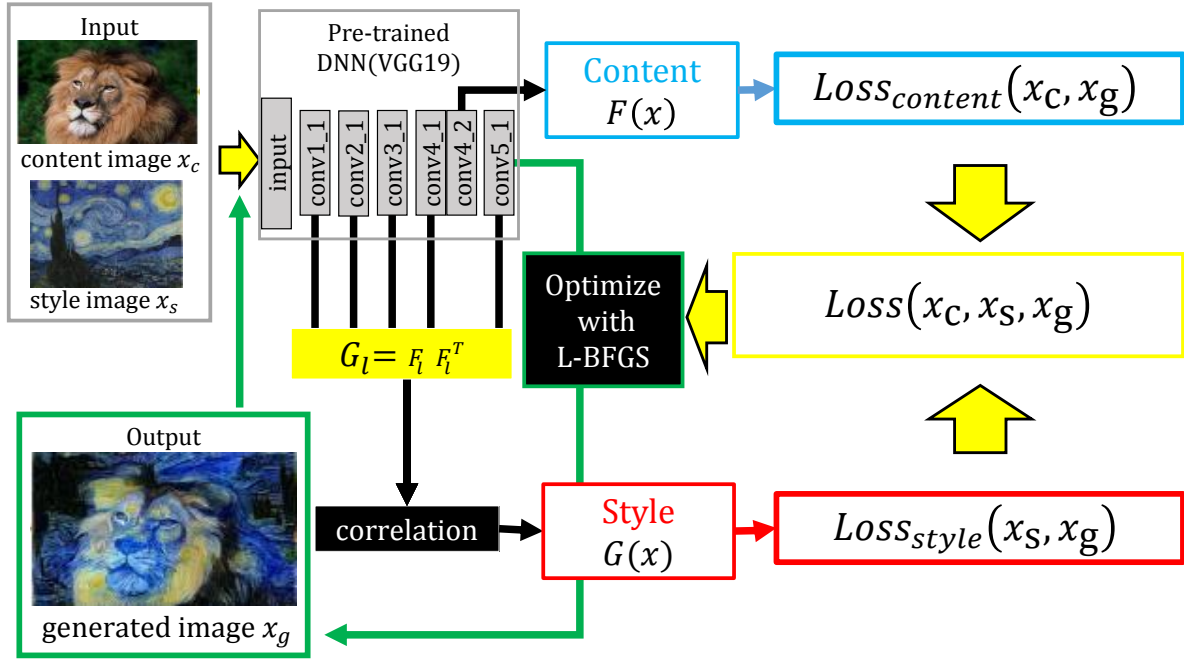 Input
content image x_c
style image x_s
Pre-trained
DNN(VGG19)
input
conv1_1
conv2_1
conv3_1
conv4_1
conv4_2
conv5_1
Content
F(x)
Loss_content(x_c, x_g)
Optimize
with
L-BFGS
Loss(x_c, x_s, x_g)
G_l = F_l F_l^T
Output
generated image x_g
correlation
Style
G(x)
Loss_style(x_s, x_g)